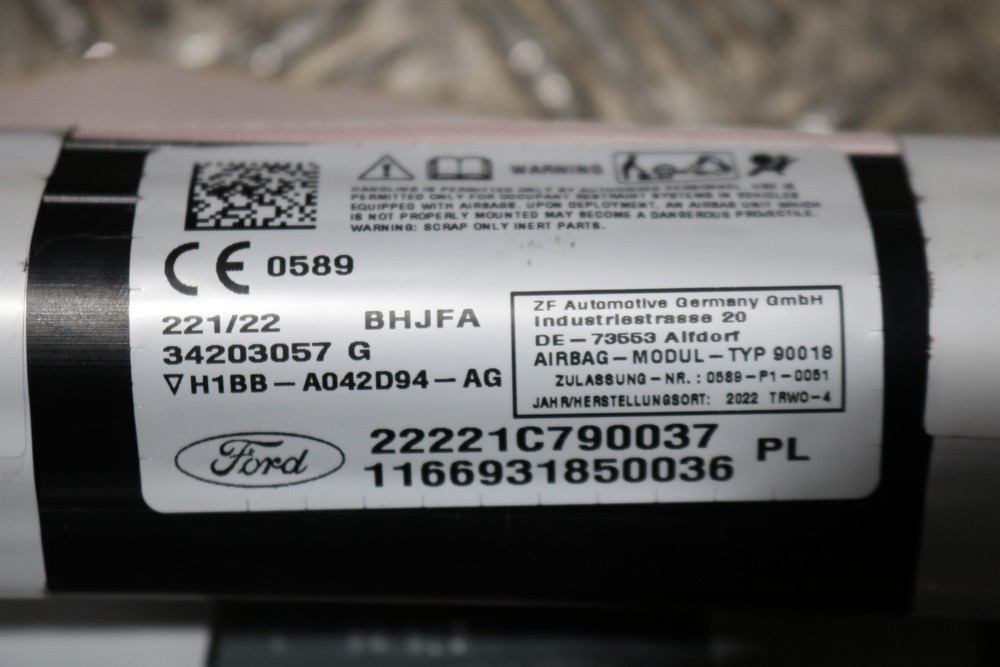 WARNING
HANDLING IS PERMITTED ONLY BY AUTHORIZED PERSONNEL. USE IS
PERMITTED ONLY FOR OCCUPANT RESTRAINT SYSTEMS IN VEHICLES
EQUIPPED WITH AIRBAGS. UPON DEPLOYMENT, AN AIRBAG UNIT WHICH
IS NOT PROPERLY MOUNTED MAY BECOME A DANGEROUS PROJECTILE.
WARNING: SCRAP ONLY INERT PARTS.
CE 0589
221/22 BHJFA
34203057 G
H1BB-A042D94-AG
ZF Automotive Germany GmbH
Industriestrasse 20
DE-73553 Alfdorf
AIRBAG-MODUL-TYP 90018
ZULASSUNG-NR.: 0589-P1-0051
JAHR/HERSTELLUNGSORT: 2022 TRWO-4
Ford
22221C790037
1166931850036
PL